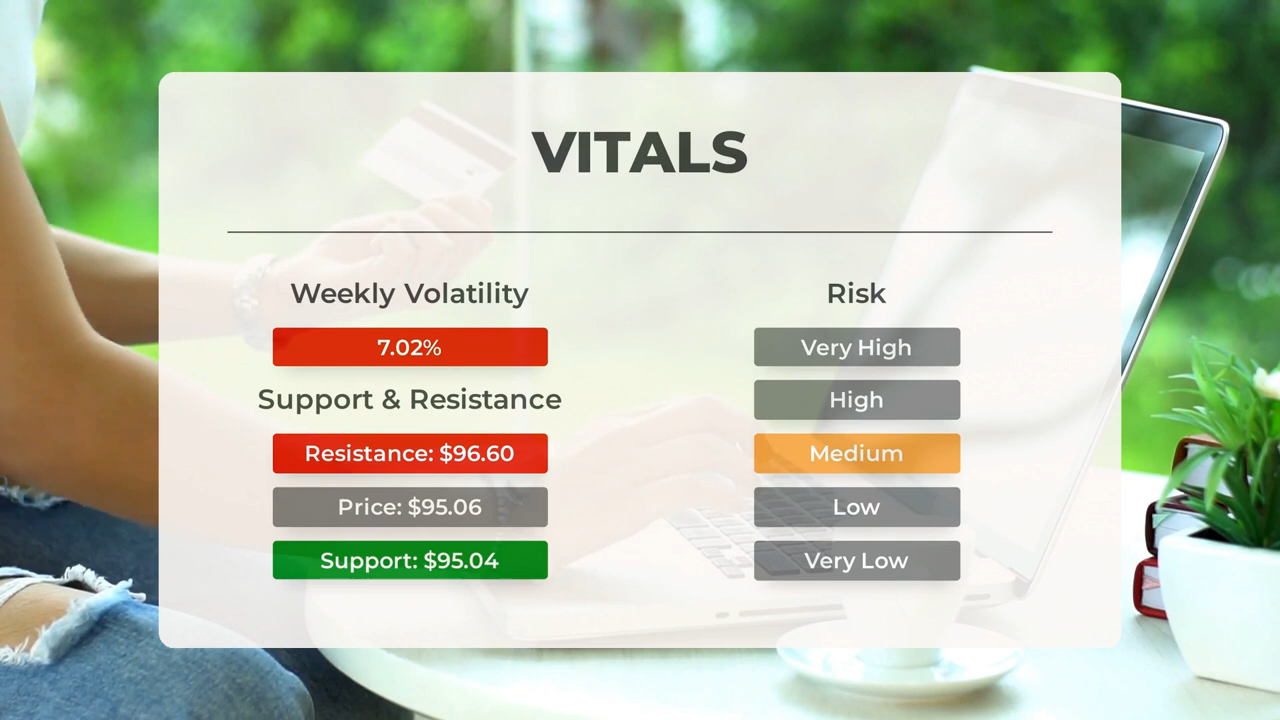 VITALS
Weekly Volatility
7.02%
Support & Resistance
Resistance: $96.60
Price: $95.06
Support: $95.04
Risk
Very High
High
Medium
Low
Very Low